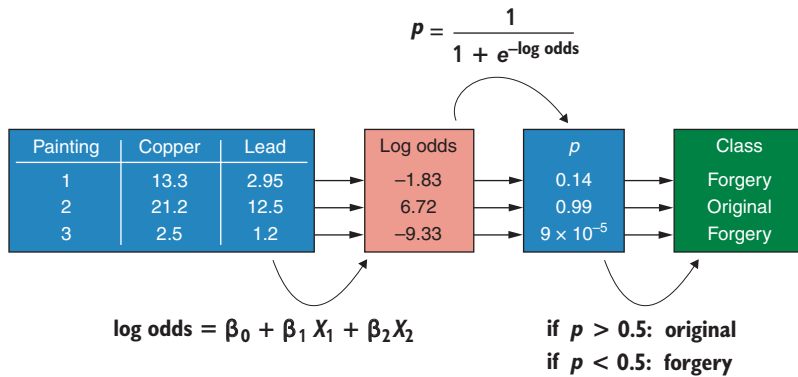 p = 1 / (1 + e^–log odds)
Painting Copper Lead Log odds p Class
1 13.3 2.95 –1.83 0.14 Forgery
2 21.2 12.5 6.72 0.99 Original
3 2.5 1.2 –9.33 9 × 10⁻⁵ Forgery
log odds = β₀ + β₁ X₁ + β₂X₂
if p > 0.5: original
if p < 0.5: forgery